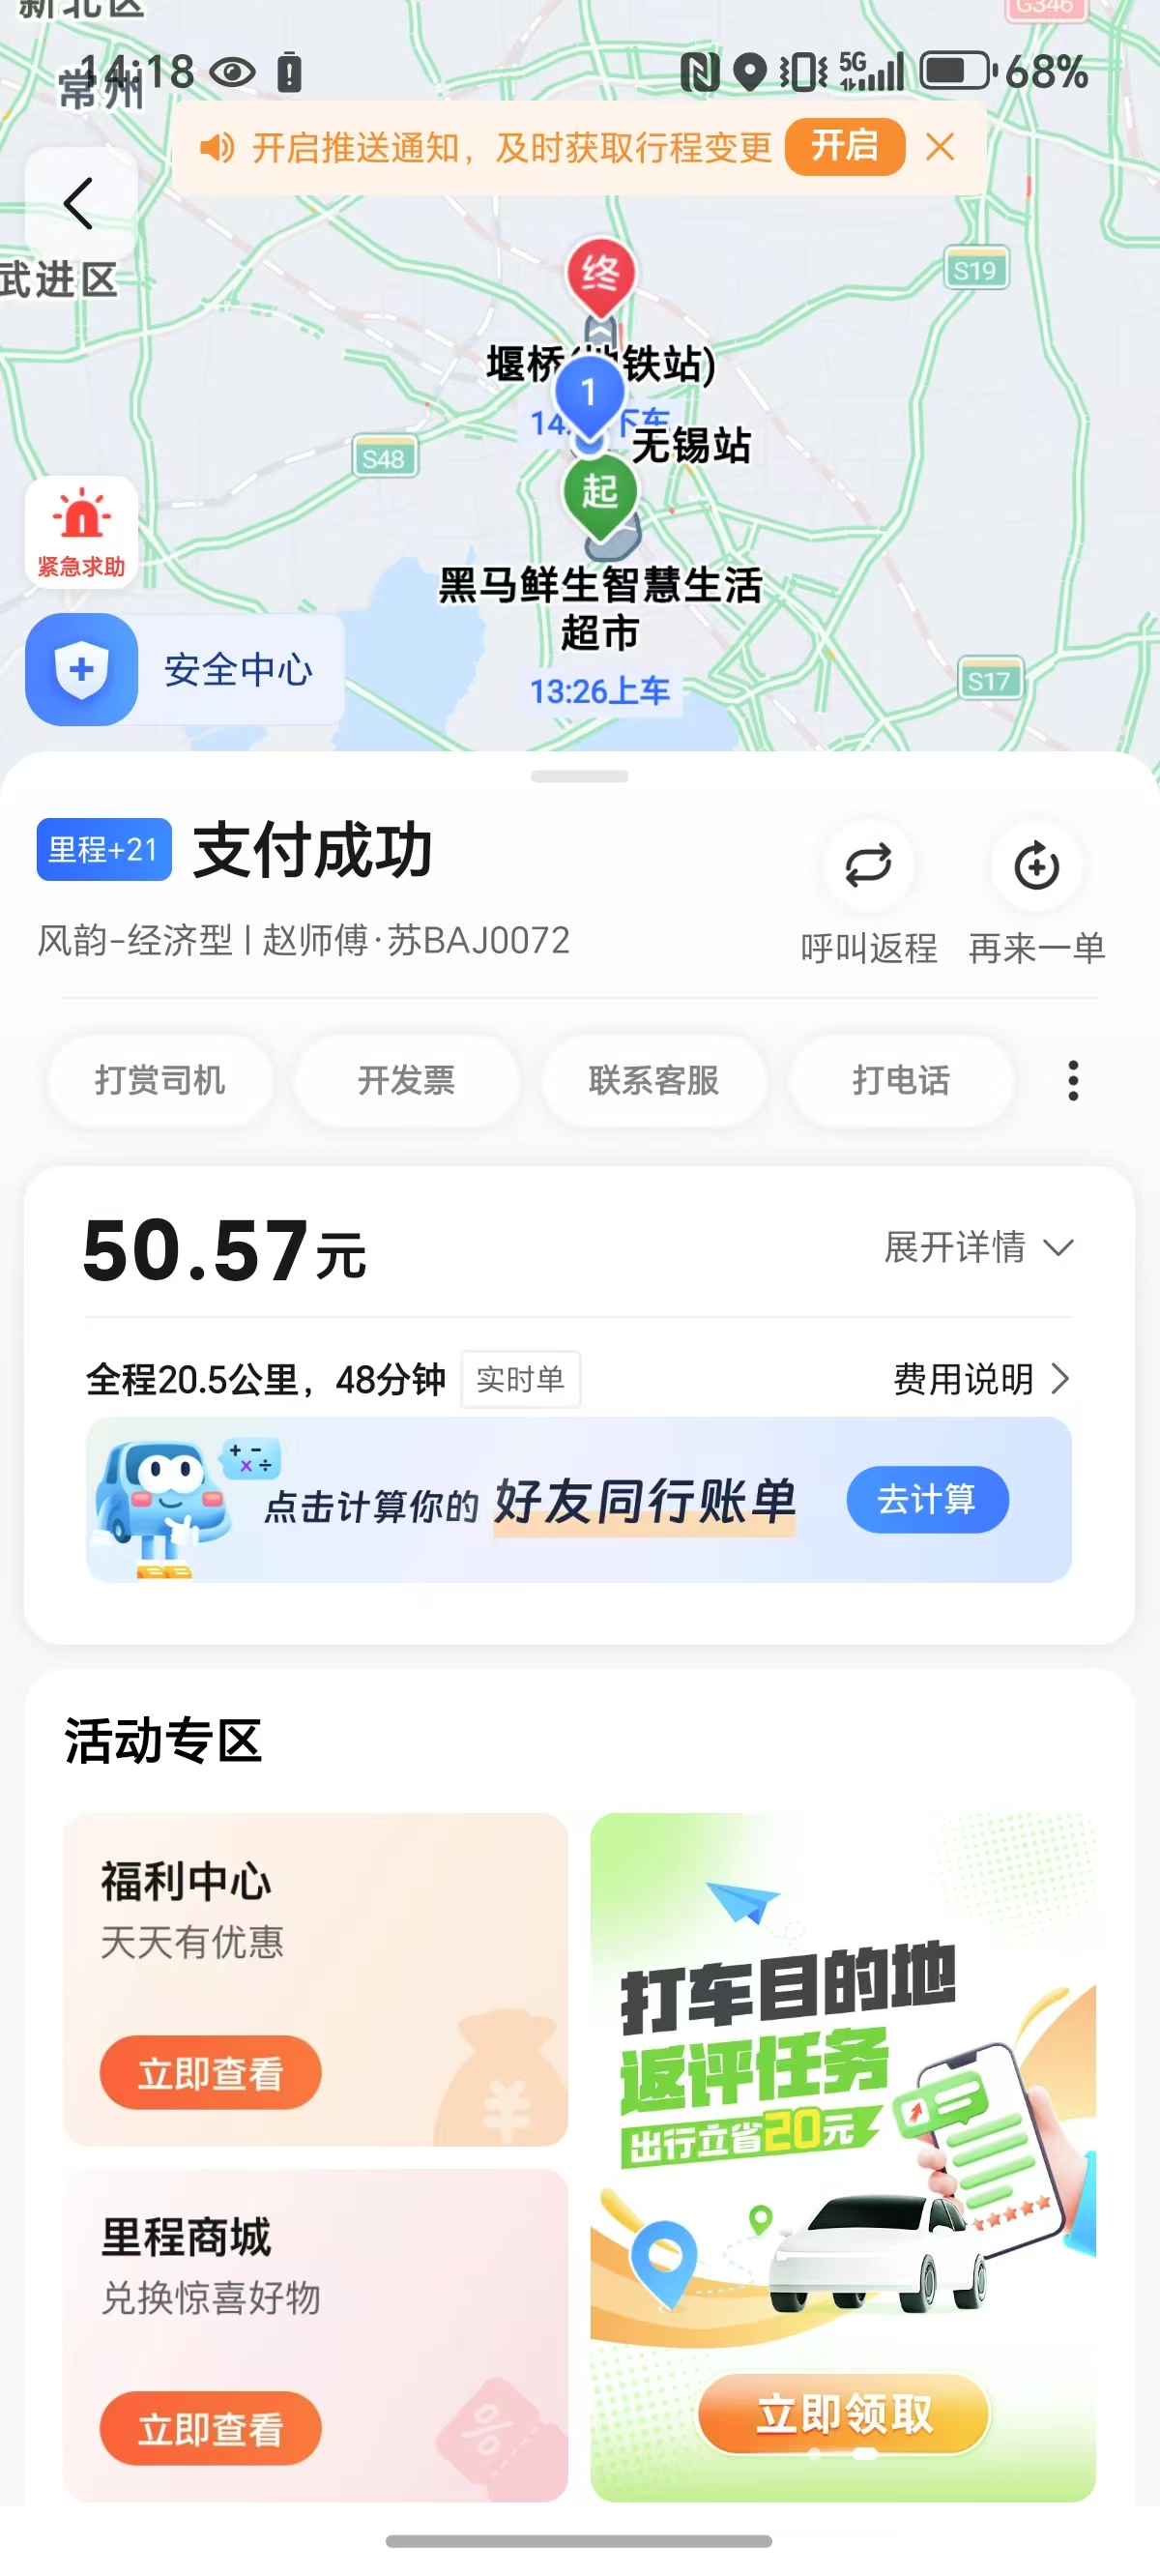 新北区
G346
14:18
5G
68%
常州
开启推送通知，及时获取行程变更
开启
武进区
终
S19
堰桥(地铁站)
1
下车
无锡站
S48
起
紧急求助
黑马鲜生智慧生活
超市
安全中心
13:26上车
S17
里程+21
支付成功
风韵-经济型 | 赵师傅·苏BAJ0072
呼叫返程
再来一单
打赏司机
开发票
联系客服
打电话
50.57元
展开详情
全程20.5公里，48分钟
实时单
费用说明
点击计算你的 好友同行账单
去计算
活动专区
福利中心
天天有优惠
立即查看
打车目的地
返评任务
出行立省20元
里程商城
兑换惊喜好物
立即查看
立即领取